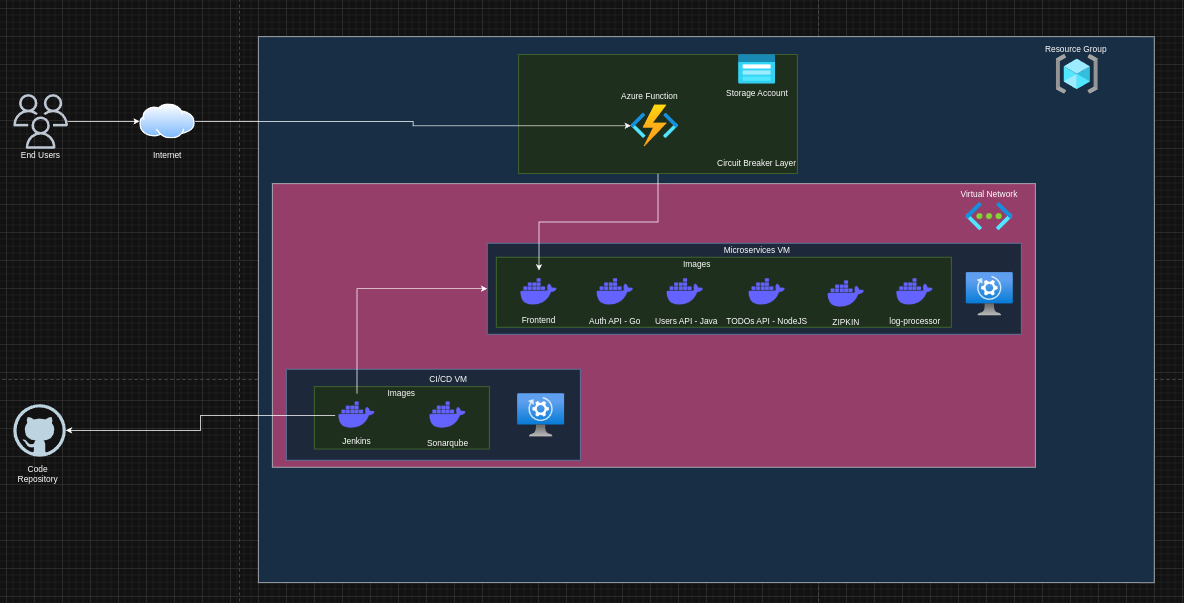 Resource Group
Azure Function
Storage Account
End Users
Internet
Circuit Breaker Layer
Virtual Network
Microservices VM
Images
Frontend
Auth API - Go
Users API - Java
TODOs API - NodeJS
ZIPKIN
log-processor
CI/CD VM
Images
Jenkins
Sonarqube
Code
Repository